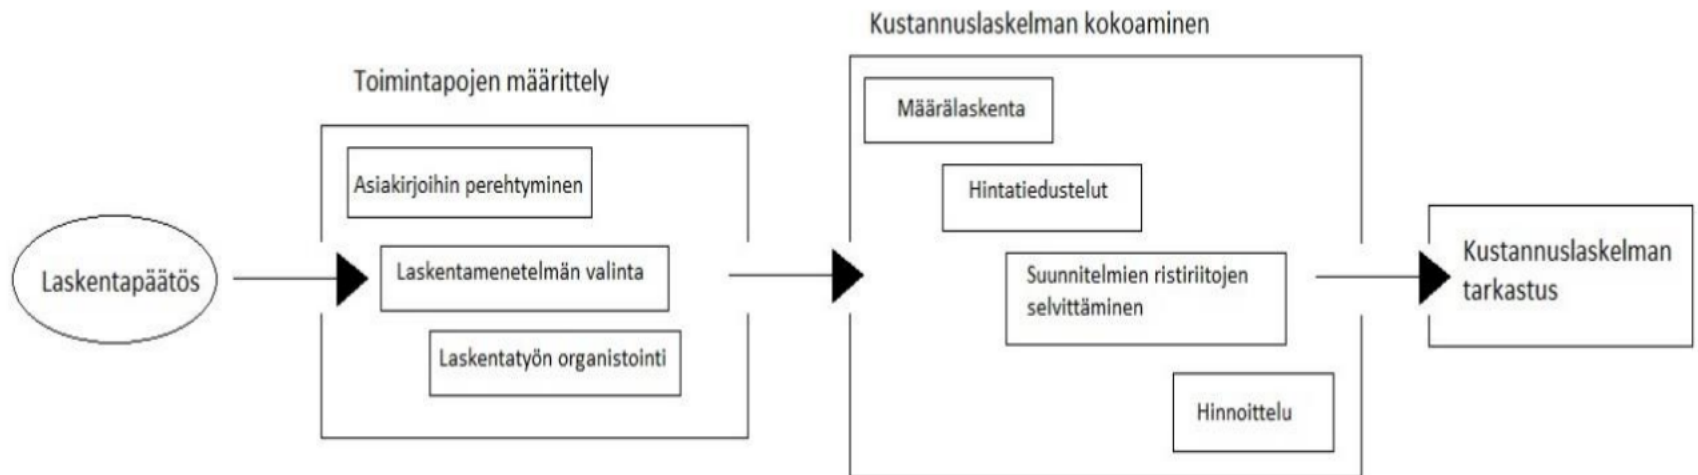 Kustannuslaskelman kokoaminen
Toimintapojen määrittely
Määrälaskenta
Asiakirjoihin perehtyminen
Hintatiedustelut
Laskentapäätös
Laskentamenetelmän valinta
Suunnitelmien ristiriitojen
selvittäminen
Kustannuslaskelman
tarkastus
Laskentatyön organistointi
Hinnoittelu